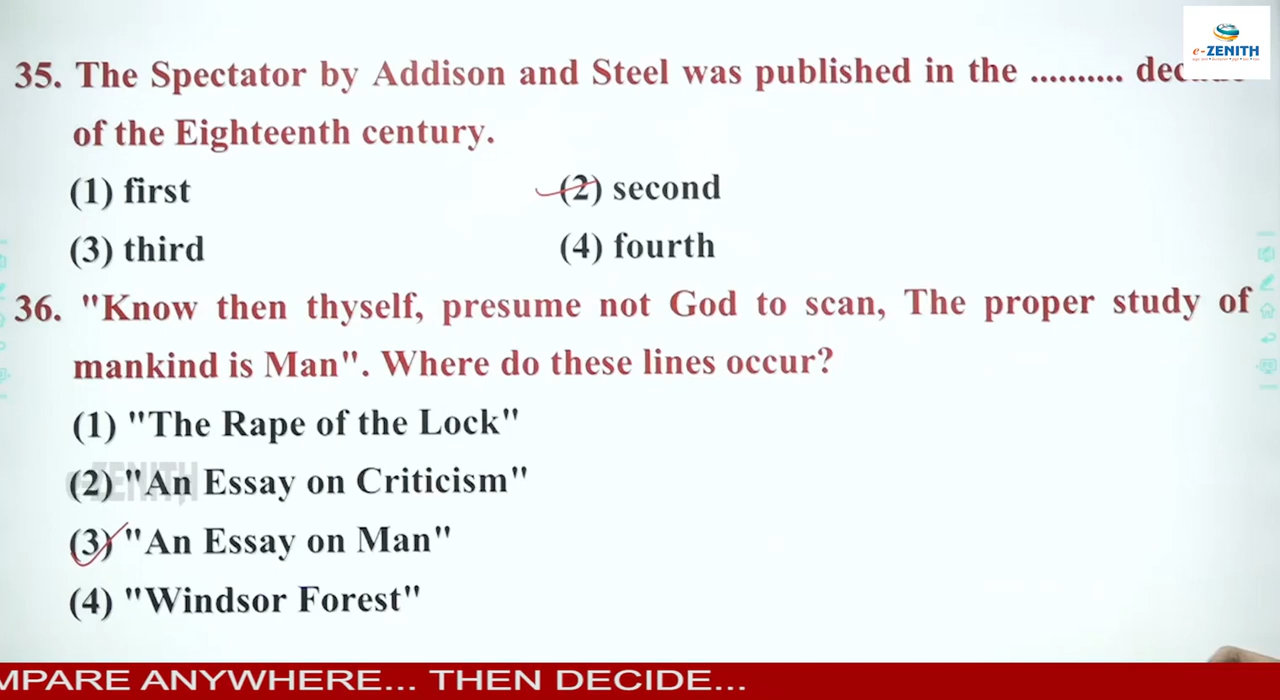 e-ZENITH
35. The Spectator by Addison and Steel was published in the ..........
of the Eighteenth century.
(1) first (2) second
(3) third (4) fourth
36. "Know then thyself, presume not God to scan, The proper study of
mankind is Man". Where do these lines occur?
(1) "The Rape of the Lock"
(2) "An Essay on Criticism"
(3) "An Essay on Man"
(4) "Windsor Forest"
ANYWHERE... THEN DECIDE...